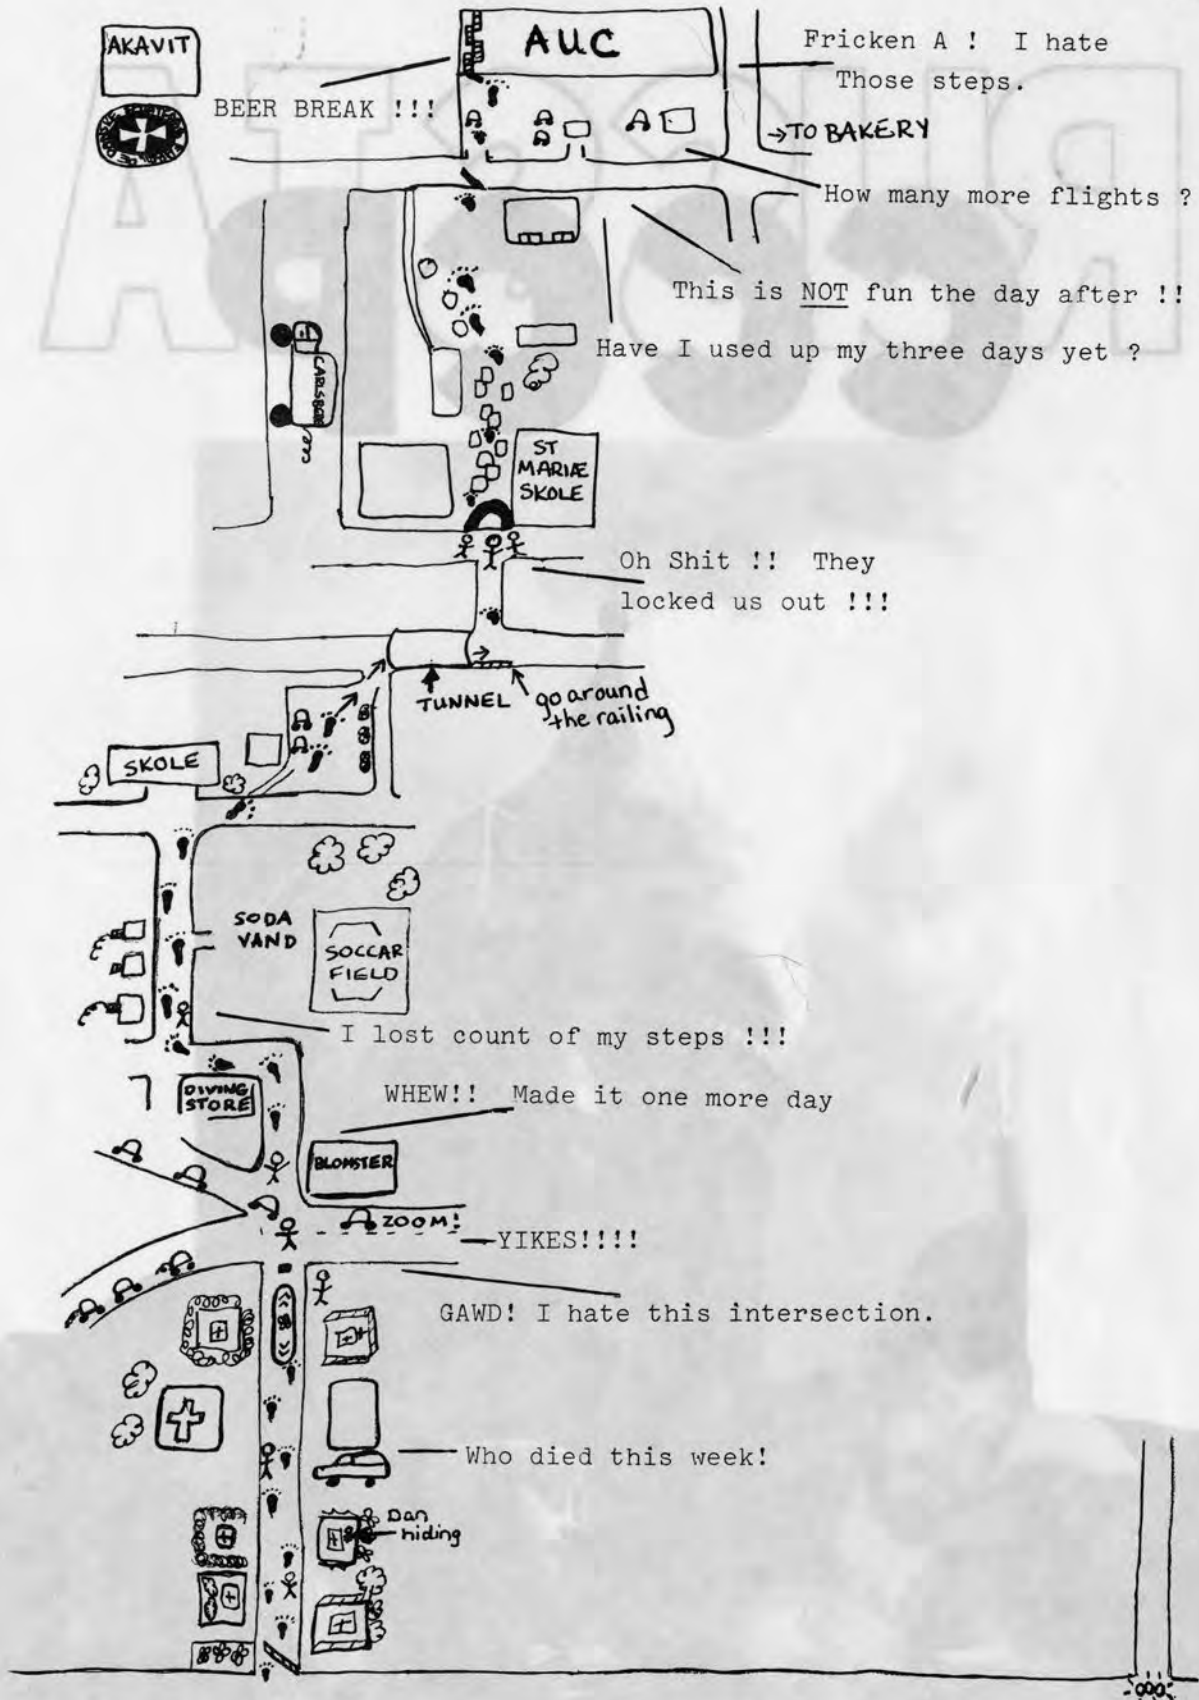 AKAVIT
AUC
Fricken A ! I hate
Those steps.
BEER BREAK !!!
→TO BAKERY
How many more flights ?
This is NOT fun the day after !!
Have I used up my three days yet ?
CARLSBERG
ST
MARIÆ
SKOLE
Oh Shit !! They
locked us out !!!
TUNNEL
go around
the railing
SKOLE
SODA
VAND
SOCCAR
FIELD
I lost count of my steps !!!
WHEW!! Made it one more day
DIVING
STORE
BLOMSTER
ZOOM!
YIKES!!!!
GAWD! I hate this intersection.
Who died this week!
Dan
hiding